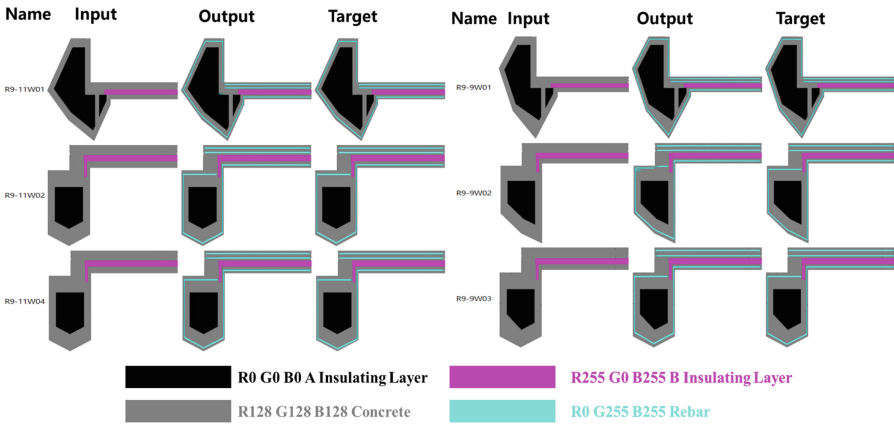 Name Input Output Target Name Input Output Target
R9-11W01
R9-9W01
R9-11W02
R9-9W02
R9-11W04
R9-9W03
R0 G0 B0 A Insulating Layer
R255 G0 B255 B Insulating Layer
R128 G128 B128 Concrete
R0 G255 B255 Rebar